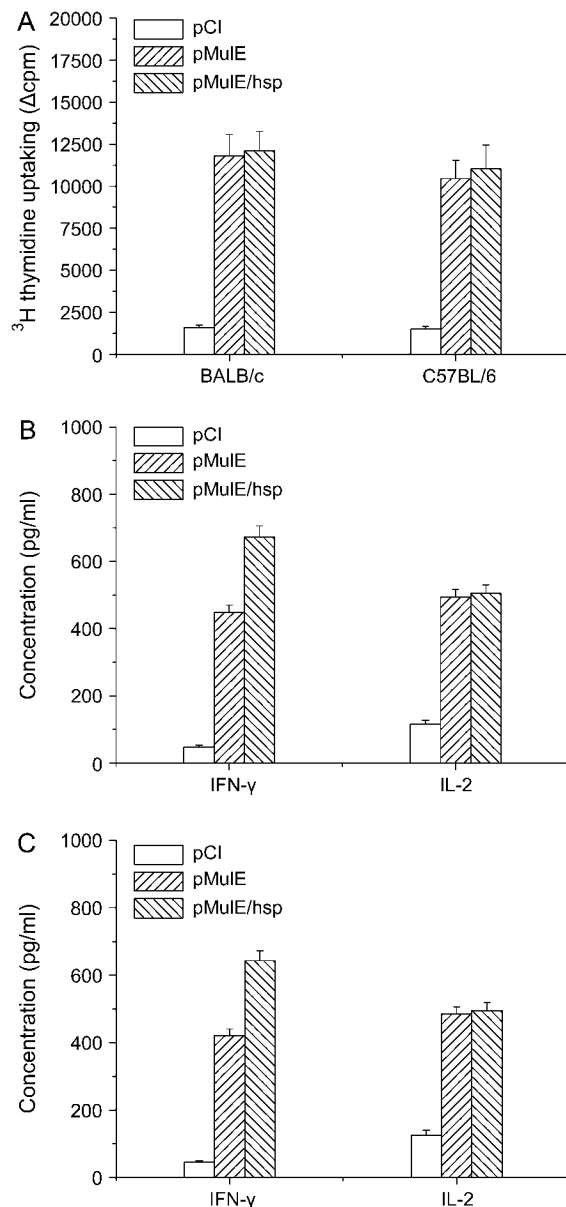 A
pCI
pMulE
pMulE/hsp
20000
17500
15000
12500
10000
7500
5000
2500
0
³H thymidine uptaking (Δcpm)
BALB/c
C57BL/6
B
pCI
pMulE
pMulE/hsp
1000
800
600
400
200
0
Concentration (pg/ml)
IFN-γ
IL-2
C
pCI
pMulE
pMulE/hsp
1000
800
600
400
200
0
Concentration (pg/ml)
IFN-γ
IL-2